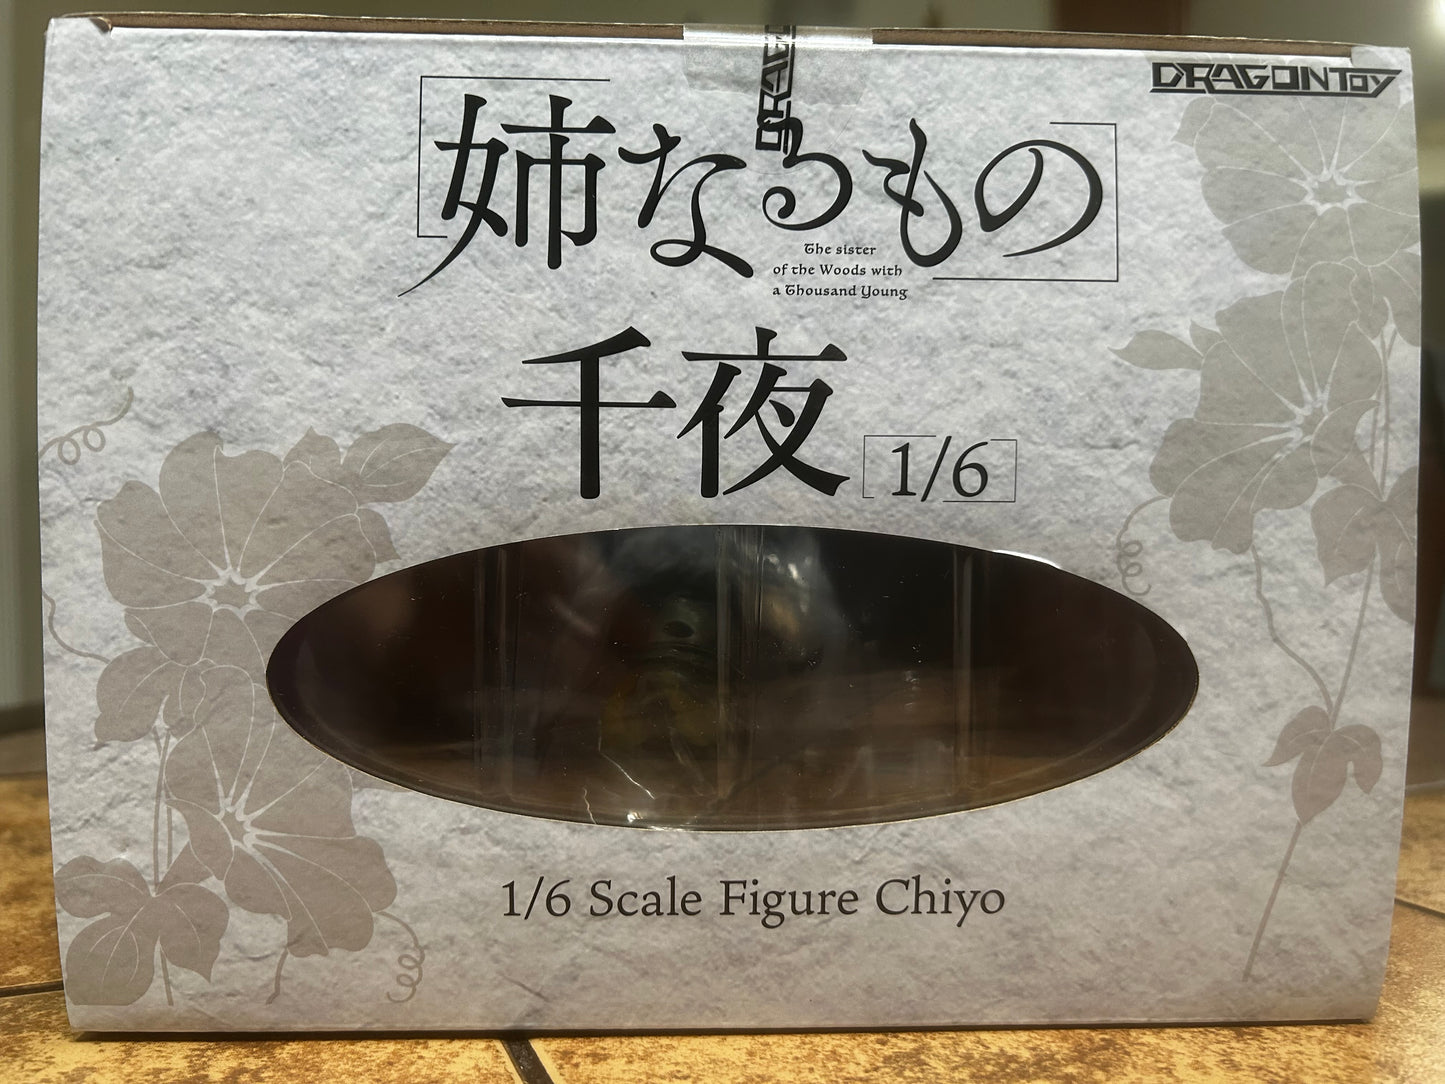 DRAGONTOY
DRAG
姉なるもの
The sister
of the Woods with
a Thousand Young
千夜
1/6
1/6 Scale Figure Chiyo